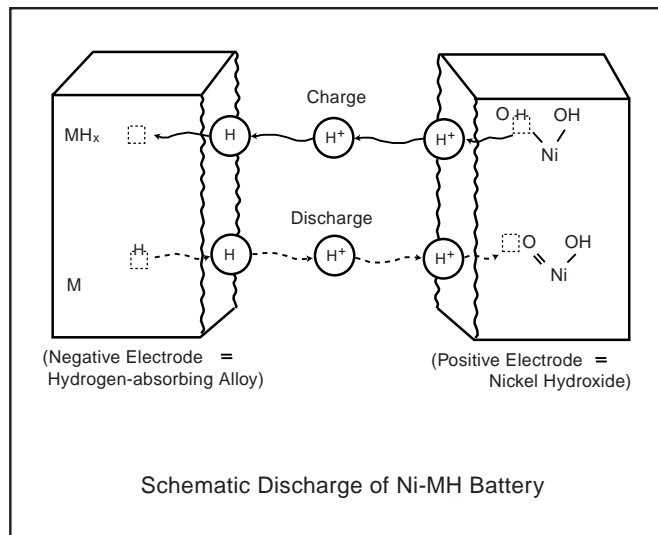 Charge
MHx H H+ H+ O H OH
Ni
Discharge
H H H+ H+ O OH
M Ni
(Negative Electrode =
Hydrogen-absorbing Alloy)
(Positive Electrode =
Nickel Hydroxide)
Schematic Discharge of Ni-MH Battery